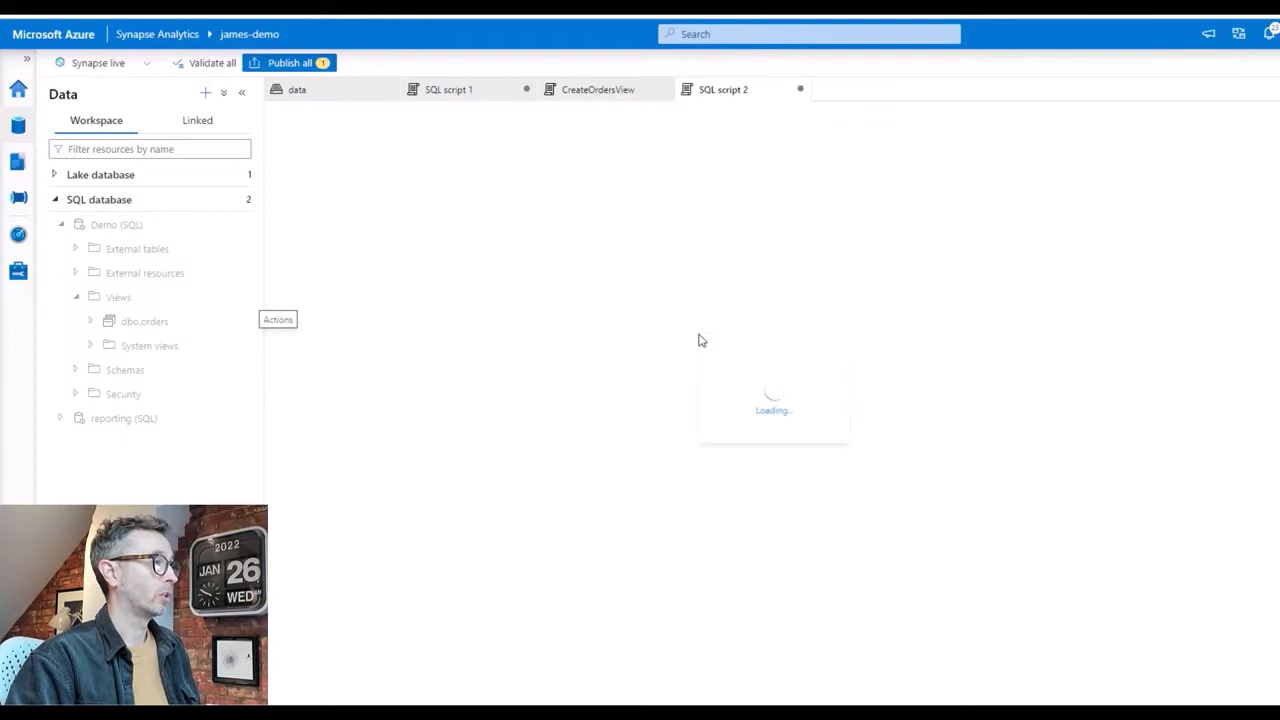 Microsoft Azure
Synapse Analytics
james-demo
Search
Synapse live
Validate all
Publish all
1
Data
data
SQL script 1
CreateOrdersView
SQL script 2
Workspace
Linked
Filter resources by name
Lake database
1
SQL database
2
Demo (SQL)
External tables
External resources
Views
dbo.orders
Actions
System views
Schemas
Security
reporting (SQL)
Loading...
2022
JAN
26
WED